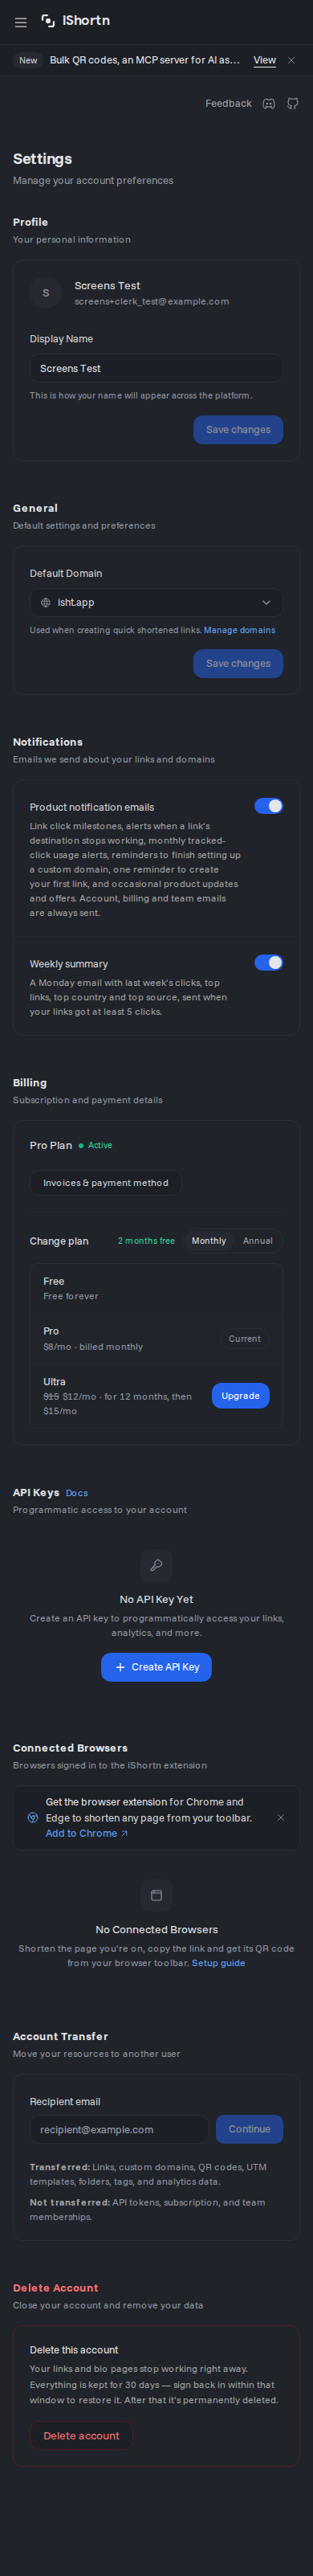 IShortn
New Bulk QR codes, an MCP server for AI as... View
Feedback
Settings
Manage your account preferences
Profile
Your personal information
S
Screens Test
screens+clerk_test@example.com
Display Name
Screens Test
This is how your name will appear across the platform.
Save changes
General
Default settings and preferences
Default Domain
isht.app
Used when creating quick shortened links. Manage domains
Save changes
Notifications
Emails we send about your links and domains
Product notification emails
Link click milestones, alerts when a link's
destination stops working, monthly tracked-
click usage alerts, reminders to finish setting up
a custom domain, one reminder to create
your first link, and occasional product updates
and offers. Account, billing and team emails
are always sent.
Weekly summary
A Monday email with last week's clicks, top
links, top country and top source, sent when
your links got at least 5 clicks.
Billing
Subscription and payment details
Pro Plan Active
Invoices & payment method
Change plan 2 months free Monthly Annual
Free
Free forever
Pro
$8/mo · billed monthly
Current
Ultra
$15 $12/mo · for 12 months, then
$15/mo
Upgrade
API Keys Docs
Programmatic access to your account
No API Key Yet
Create an API key to programmatically access your links,
analytics, and more.
Create API Key
Connected Browsers
Browsers signed in to the iShortn extension
Get the browser extension for Chrome and
Edge to shorten any page from your toolbar.
Add to Chrome
No Connected Browsers
Shorten the page you're on, copy the link and get its QR code
from your browser toolbar. Setup guide
Account Transfer
Move your resources to another user
Recipient email
recipient@example.com
Continue
Transferred: Links, custom domains, QR codes, UTM
templates, folders, tags, and analytics data.
Not transferred: API tokens, subscription, and team
memberships.
Delete Account
Close your account and remove your data
Delete this account
Your links and bio pages stop working right away.
Everything is kept for 30 days — sign back in within that
window to restore it. After that it's permanently deleted.
Delete account